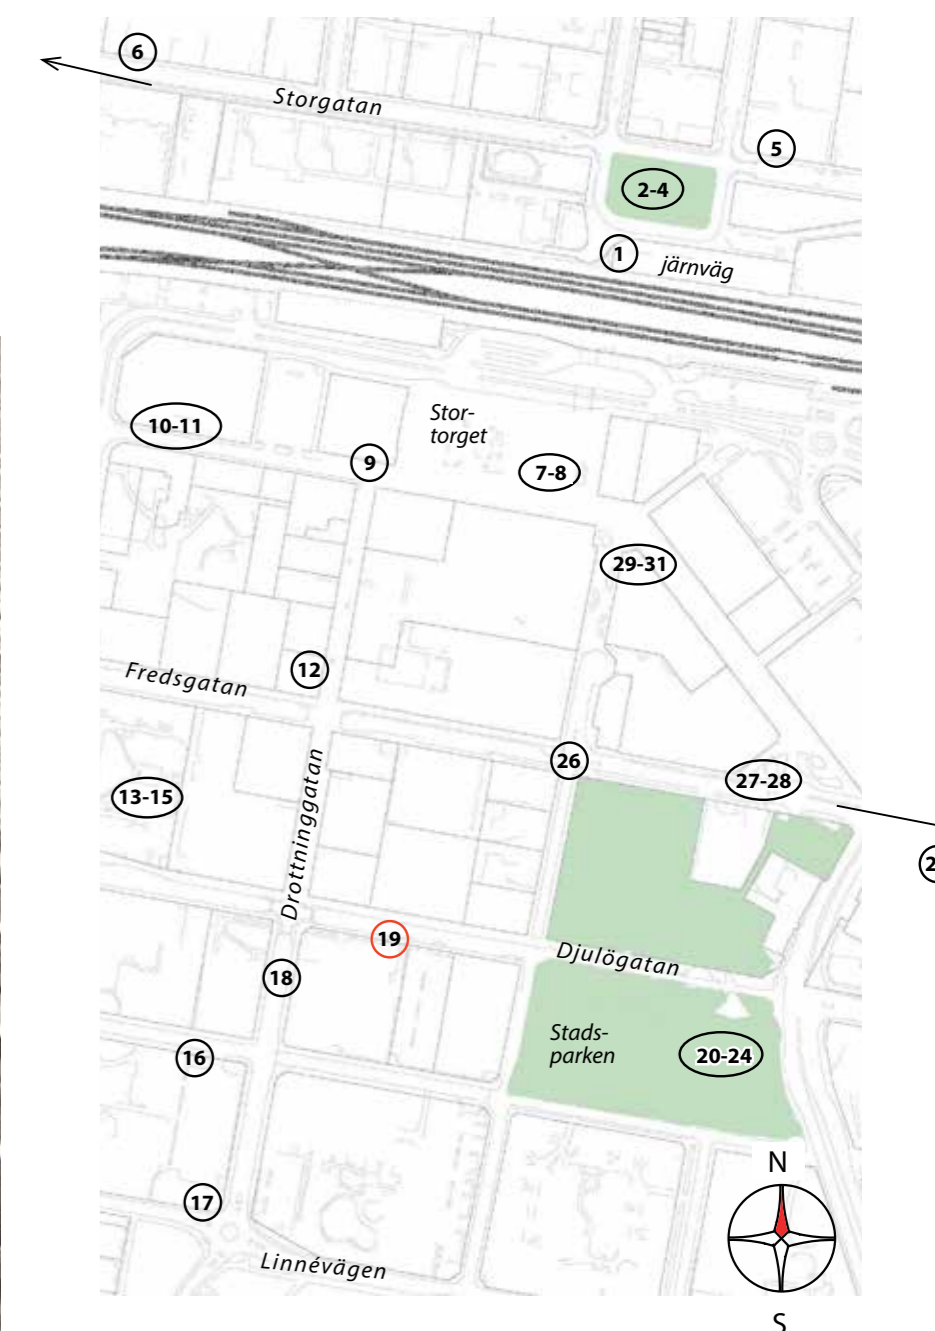 6
Storgatan
5
2-4
1
järnväg
Stor-
torget
10-11
9
7-8
29-31
12
Fredsgatan
26
27-28
13-15
Drottninggatan
19
Djulögatan
18
Stads-
parken
16
20-24
N
17
Linnévägen
S